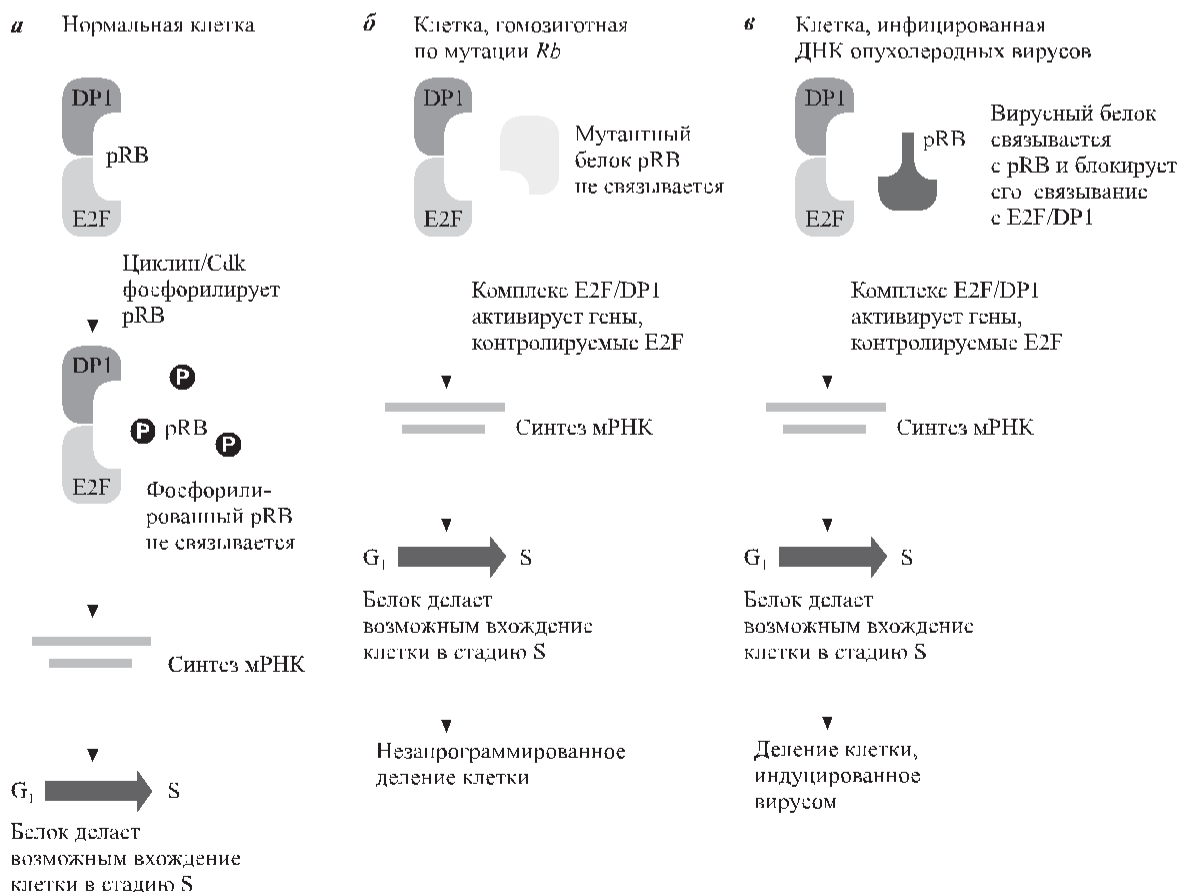 а Нормальная клетка
DP1
pRB
E2F
Циклин/Cdk
фосфорилирует
pRB
DP1
P
P pRB P
E2F
Фосфорили-
рованный pRB
не связывается
Синтез мРНК
G1 S
Белок делает
возможным вхождение
клетки в стадию S
б Клетка, гомозиготная
по мутации Rb
DP1
E2F
Мутантный
белок pRB
не связывается
Комплекс E2F/DP1
активирует гены,
контролируемые E2F
Синтез мРНК
G1 S
Белок делает
возможным вхождение
клетки в стадию S
Незапрограммированное
деление клетки
в Клетка, инфицированная
ДНК опухолеродных вирусов
DP1
E2F
pRB
Вирусный белок
связывается
с pRB и блокирует
его связывание
с E2F/DP1
Комплекс E2F/DP1
активирует гены,
контролируемые E2F
Синтез мРНК
G1 S
Белок делает
возможным вхождение
клетки в стадию S
Деление клетки,
индуцированное
вирусом